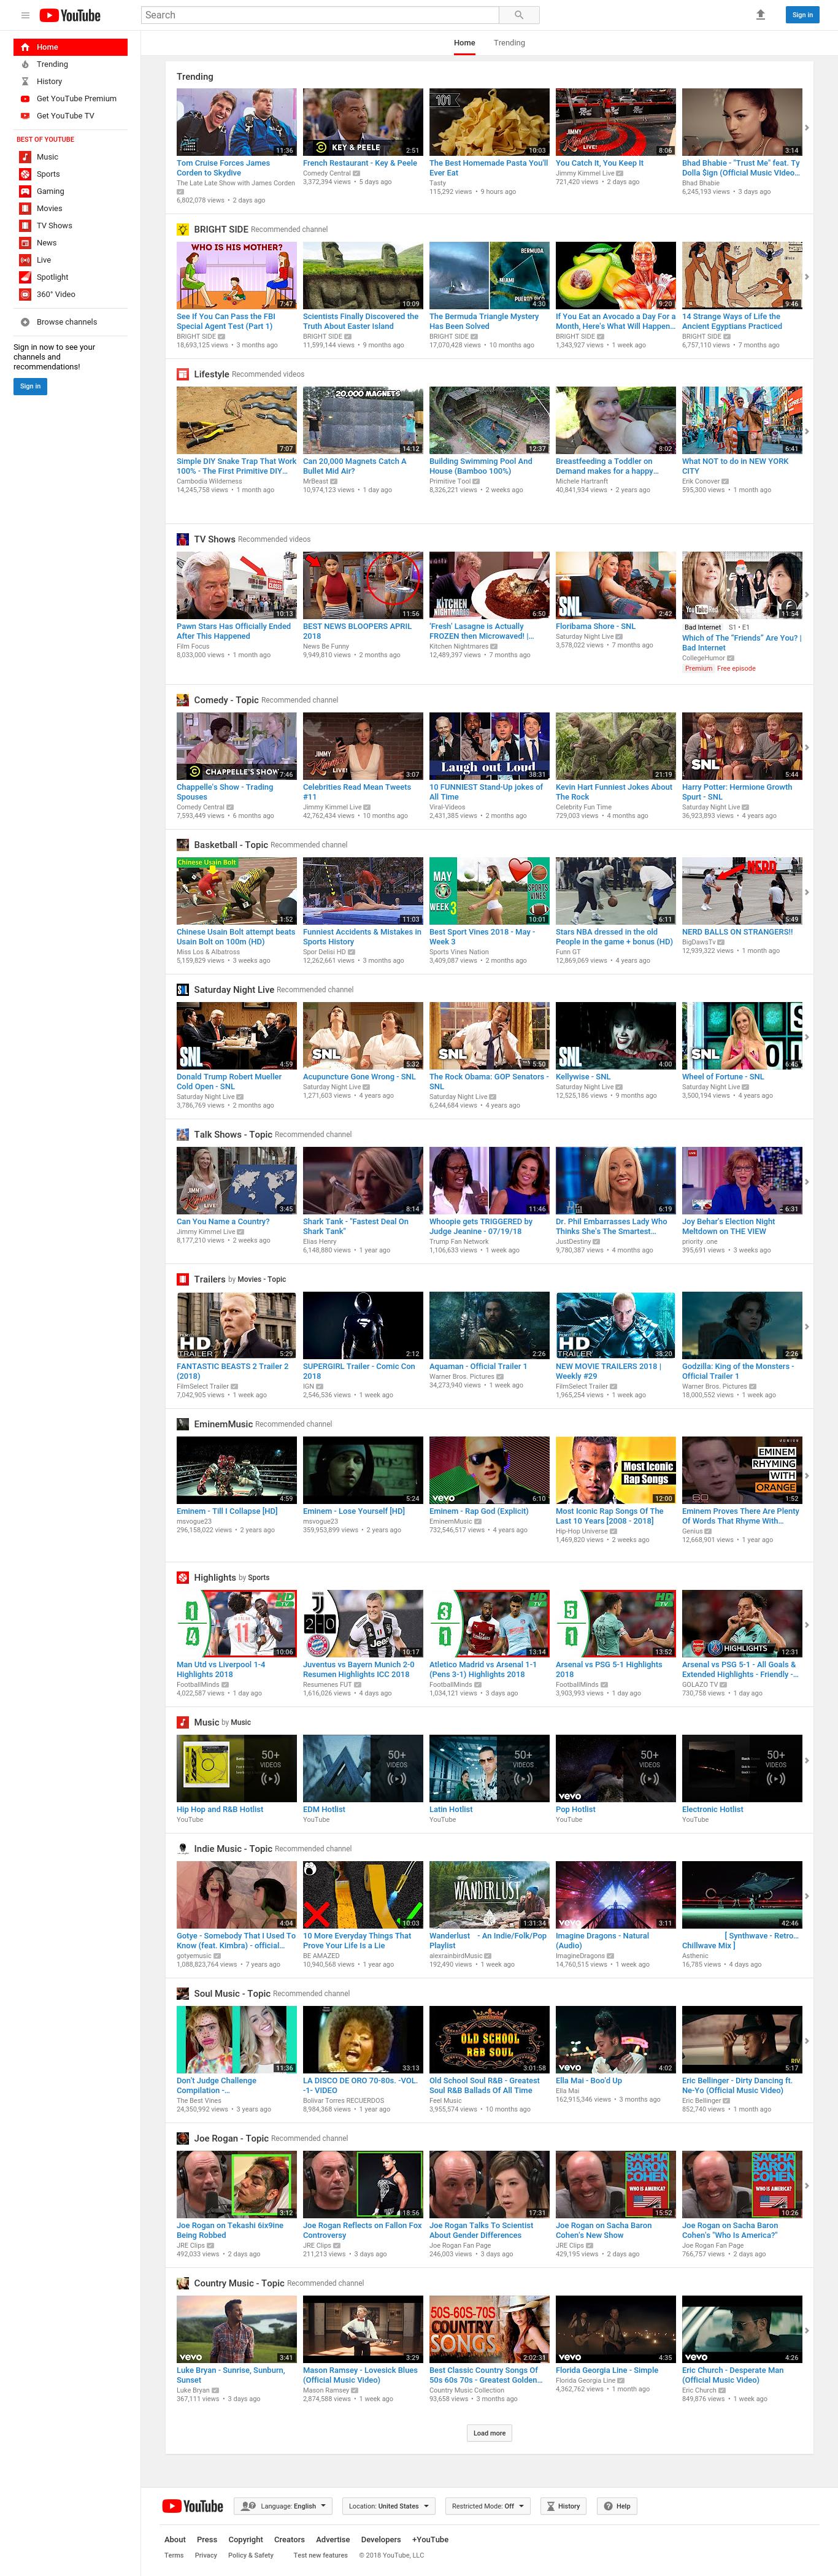 YouTube
Search
Sign in
Home
Trending
History
Get YouTube Premium
Get YouTube TV
BEST OF YOUTUBE
Music
Sports
Gaming
Movies
TV Shows
News
Live
Spotlight
360° Video
Browse channels
Sign in now to see your
channels and
recommendations!
Sign in
Home Trending
Trending
11:36
KEY & PEELE 2:51
101 10:03
JIMMY KIMMEL LIVE! 8:06
3:14
Tom Cruise Forces James
Corden to Skydive
The Late Late Show with James Corden
6,802,078 views • 2 days ago
French Restaurant - Key & Peele
Comedy Central
3,372,394 views • 5 days ago
The Best Homemade Pasta You'll
Ever Eat
Tasty
115,292 views • 9 hours ago
You Catch It, You Keep It
Jimmy Kimmel Live
721,420 views • 2 days ago
Bhad Bhabie - "Trust Me" feat. Ty
Dolla $ign (Official Music VIdeo...
Bhad Bhabie
6,245,193 views • 3 days ago
BRIGHT SIDE Recommended channel
WHO IS HIS MOTHER? 7:47
10:09
BERMUDA MIAMI PUERTO RICO 4:30
9:20
9:46
See If You Can Pass the FBI
Special Agent Test (Part 1)
BRIGHT SIDE
18,693,125 views • 3 months ago
Scientists Finally Discovered the
Truth About Easter Island
BRIGHT SIDE
11,599,144 views • 9 months ago
The Bermuda Triangle Mystery
Has Been Solved
BRIGHT SIDE
17,070,428 views • 10 months ago
If You Eat an Avocado a Day For a
Month, Here's What Will Happen...
BRIGHT SIDE
1,343,927 views • 1 week ago
14 Strange Ways of Life the
Ancient Egyptians Practiced
BRIGHT SIDE
6,757,110 views • 7 months ago
Lifestyle Recommended videos
7:07
20,000 MAGNETS 14:12
12:37
8:02
6:41
Simple DIY Snake Trap That Work
100% - The First Primitive DIY...
Cambodia Wilderness
14,245,758 views • 1 month ago
Can 20,000 Magnets Catch A
Bullet Mid Air?
MrBeast
10,974,123 views • 1 day ago
Building Swimming Pool And
House (Bamboo 100%)
Primitive Tool
8,326,221 views • 2 weeks ago
Breastfeeding a Toddler on
Demand makes for a happy...
Michele Hartranft
40,841,934 views • 2 years ago
What NOT to do in NEW YORK
CITY
Erik Conover
595,300 views • 1 month ago
TV Shows Recommended videos
CLOSED 10:13
11:56
KITCHEN NIGHTMARES 6:50
SNL 2:42
YouTube Red 11:54
Pawn Stars Has Officially Ended
After This Happened
Film Focus
8,033,000 views • 1 month ago
BEST NEWS BLOOPERS APRIL
2018
News Be Funny
9,949,810 views • 2 months ago
'Fresh' Lasagne is Actually
FROZEN then Microwaved! |...
Kitchen Nightmares
12,489,397 views • 7 months ago
Floribama Shore - SNL
Saturday Night Live
3,578,022 views • 7 months ago
Bad Internet S1 • E1
Which of The "Friends" Are You? |
Bad Internet
CollegeHumor
Premium Free episode
Comedy - Topic Recommended channel
CHAPPELLE'S SHOW 7:46
JIMMY KIMMEL LIVE! 3:07
Laugh out Loud 38:31
21:19
SNL 5:44
Chappelle's Show - Trading
Spouses
Comedy Central
7,593,449 views • 6 months ago
Celebrities Read Mean Tweets
#11
Jimmy Kimmel Live
42,762,434 views • 10 months ago
10 FUNNIEST Stand-Up jokes of
All Time
Viral-Videos
2,431,385 views • 2 months ago
Kevin Hart Funniest Jokes About
The Rock
Celebrity Fun Time
729,003 views • 4 months ago
Harry Potter: Hermione Growth
Spurt - SNL
Saturday Night Live
36,923,893 views • 4 years ago
Basketball - Topic Recommended channel
Chinese Usain Bolt 1:52
11:03
MAY WEEK 3 SPORTS VINES 10:01
6:11
NERD 5:49
Chinese Usain Bolt attempt beats
Usain Bolt on 100m (HD)
Miss Los & Albatross
5,159,829 views • 3 weeks ago
Funniest Accidents & Mistakes in
Sports History
Spor Delisi HD
12,262,661 views • 3 months ago
Best Sport Vines 2018 - May -
Week 3
Sports Vines Nation
3,409,087 views • 2 months ago
Stars NBA dressed in the old
People in the game + bonus (HD)
Funn GT
12,869,069 views • 4 years ago
NERD BALLS ON STRANGERS!!
BigDawsTv
12,939,322 views • 1 month ago
Saturday Night Live Recommended channel
SNL 4:59
SNL 5:32
SNL 5:50
SNL 4:00
SNL 6:45
Donald Trump Robert Mueller
Cold Open - SNL
Saturday Night Live
3,786,769 views • 2 months ago
Acupuncture Gone Wrong - SNL
Saturday Night Live
1,271,603 views • 4 years ago
The Rock Obama: GOP Senators -
SNL
Saturday Night Live
6,244,684 views • 4 years ago
Kellywise - SNL
Saturday Night Live
12,525,186 views • 9 months ago
Wheel of Fortune - SNL
Saturday Night Live
3,500,194 views • 4 years ago
Talk Shows - Topic Recommended channel
JIMMY KIMMEL LIVE! 3:45
8:14
11:46
6:19
LIVE 6:31
Can You Name a Country?
Jimmy Kimmel Live
8,177,210 views • 2 weeks ago
Shark Tank - "Fastest Deal On
Shark Tank"
Elias Henry
6,148,880 views • 1 year ago
Whoopie gets TRIGGERED by
Judge Jeanine - 07/19/18
Trump Fan Network
1,106,633 views • 1 week ago
Dr. Phil Embarrasses Lady Who
Thinks She's The Smartest...
JustDestiny
9,780,387 views • 4 months ago
Joy Behar's Election Night
Meltdown on THE VIEW
priority .one
395,691 views • 3 weeks ago
Trailers by Movies - Topic
HD TRAILER 5:29
2:12
2:26
HD TRAILER 33:20
2:26
FANTASTIC BEASTS 2 Trailer 2
(2018)
FilmSelect Trailer
7,042,905 views • 1 week ago
SUPERGIRL Trailer - Comic Con
2018
IGN
2,546,536 views • 1 week ago
Aquaman - Official Trailer 1
Warner Bros. Pictures
34,273,940 views • 1 week ago
NEW MOVIE TRAILERS 2018 |
Weekly #29
FilmSelect Trailer
1,965,254 views • 1 week ago
Godzilla: King of the Monsters -
Official Trailer 1
Warner Bros. Pictures
18,000,552 views • 1 week ago
EminemMusic Recommended channel
4:59
5:24
vevo 6:10
Most Iconic Rap Songs 12:00
GENIUS EMINEM RHYMING WITH ORANGE 1:52
Eminem - Till I Collapse [HD]
msvogue23
296,158,022 views • 2 years ago
Eminem - Lose Yourself [HD]
msvogue23
359,953,899 views • 2 years ago
Eminem - Rap God (Explicit)
EminemMusic
732,546,517 views • 4 years ago
Most Iconic Rap Songs Of The
Last 10 Years [2008 - 2018]
Hip-Hop Universe
1,469,820 views • 2 weeks ago
Eminem Proves There Are Plenty
Of Words That Rhyme With...
Genius
12,668,901 views • 1 year ago
Highlights by Sports
1 4 HD TV 10:06
2-0 10:17
3 1 HD TV 13:14
5 1 HD TV 13:52
HIGHLIGHTS 12:31
Man Utd vs Liverpool 1-4
Highlights 2018
FootballMinds
4,022,587 views • 1 day ago
Juventus vs Bayern Munich 2-0
Resumen Highlights ICC 2018
Resumenes FUT
1,616,026 views • 4 days ago
Atletico Madrid vs Arsenal 1-1
(Pens 3-1) Highlights 2018
FootballMinds
1,034,121 views • 3 days ago
Arsenal vs PSG 5-1 Highlights
2018
FootballMinds
3,903,993 views • 1 day ago
Arsenal vs PSG 5-1 - All Goals &
Extended Highlights - Friendly -...
GOLAZO TV
730,758 views • 1 day ago
Music by Music
50+ VIDEOS
50+ VIDEOS
50+ VIDEOS
vevo 50+ VIDEOS
50+ VIDEOS
Hip Hop and R&B Hotlist
YouTube
EDM Hotlist
YouTube
Latin Hotlist
YouTube
Pop Hotlist
YouTube
Electronic Hotlist
YouTube
Indie Music - Topic Recommended channel
4:04
10:03
WANDERLUST 1:31:34
3:11
42:46
Gotye - Somebody That I Used To
Know (feat. Kimbra) - official...
gotyemusic
1,088,823,764 views • 7 years ago
10 More Everyday Things That
Prove Your Life Is a Lie
BE AMAZED
10,940,568 views • 1 year ago
Wanderlust - An Indie/Folk/Pop
Playlist
alexrainbirdMusic
192,490 views • 1 week ago
Imagine Dragons - Natural
(Audio)
ImagineDragons
14,760,515 views • 1 week ago
[ Synthwave - Retro...
Chillwave Mix ]
Asthenic
16,785 views • 4 days ago
Soul Music - Topic Recommended channel
11:36
33:13
OLD SCHOOL R&B SOUL 3:01:58
vevo 4:02
RIV 5:17
Don't Judge Challenge
Compilation -...
The Best Vines
24,350,992 views • 3 years ago
LA DISCO DE ORO 70-80s. -VOL.
-1- VIDEO
Bolivar Torres RECUERDOS
8,984,368 views • 1 year ago
Old School Soul R&B - Greatest
Soul R&B Ballads Of All Time
Feel Music
3,955,574 views • 10 months ago
Ella Mai - Boo'd Up
Ella Mai
162,915,346 views • 3 months ago
Eric Bellinger - Dirty Dancing ft.
Ne-Yo (Official Music Video)
Eric Bellinger
852,740 views • 1 month ago
Joe Rogan - Topic Recommended channel
3:12
18:56
17:31
SACHA BARON COHEN WHO IS AMERICA? 15:52
SACHA BARON COHEN WHO IS AMERICA? 10:26
Joe Rogan on Tekashi 6ix9ine
Being Robbed
JRE Clips
492,033 views • 2 days ago
Joe Rogan Reflects on Fallon Fox
Controversy
JRE Clips
211,213 views • 3 days ago
Joe Rogan Talks To Scientist
About Gender Differences
Joe Rogan Fan Page
246,003 views • 3 days ago
Joe Rogan on Sacha Baron
Cohen's New Show
JRE Clips
429,195 views • 2 days ago
Joe Rogan on Sacha Baron
Cohen's "Who Is America?"
Joe Rogan Fan Page
766,757 views • 2 days ago
Country Music - Topic Recommended channel
vevo 3:41
3:29
50S-60S-70S COUNTRY SONGS 2:02:31
vevo 4:35
vevo 4:26
Luke Bryan - Sunrise, Sunburn,
Sunset
Luke Bryan
367,111 views • 3 days ago
Mason Ramsey - Lovesick Blues
(Official Music Video)
Mason Ramsey
2,874,588 views • 1 week ago
Best Classic Country Songs Of
50s 60s 70s - Greatest Golden...
Country Music Collection
93,658 views • 3 months ago
Florida Georgia Line - Simple
Florida Georgia Line
4,362,762 views • 1 month ago
Eric Church - Desperate Man
(Official Music Video)
Eric Church
849,876 views • 1 week ago
Load more
YouTube Language: English Location: United States Restricted Mode: Off History Help
About Press Copyright Creators Advertise Developers +YouTube
Terms Privacy Policy & Safety Test new features © 2018 YouTube, LLC